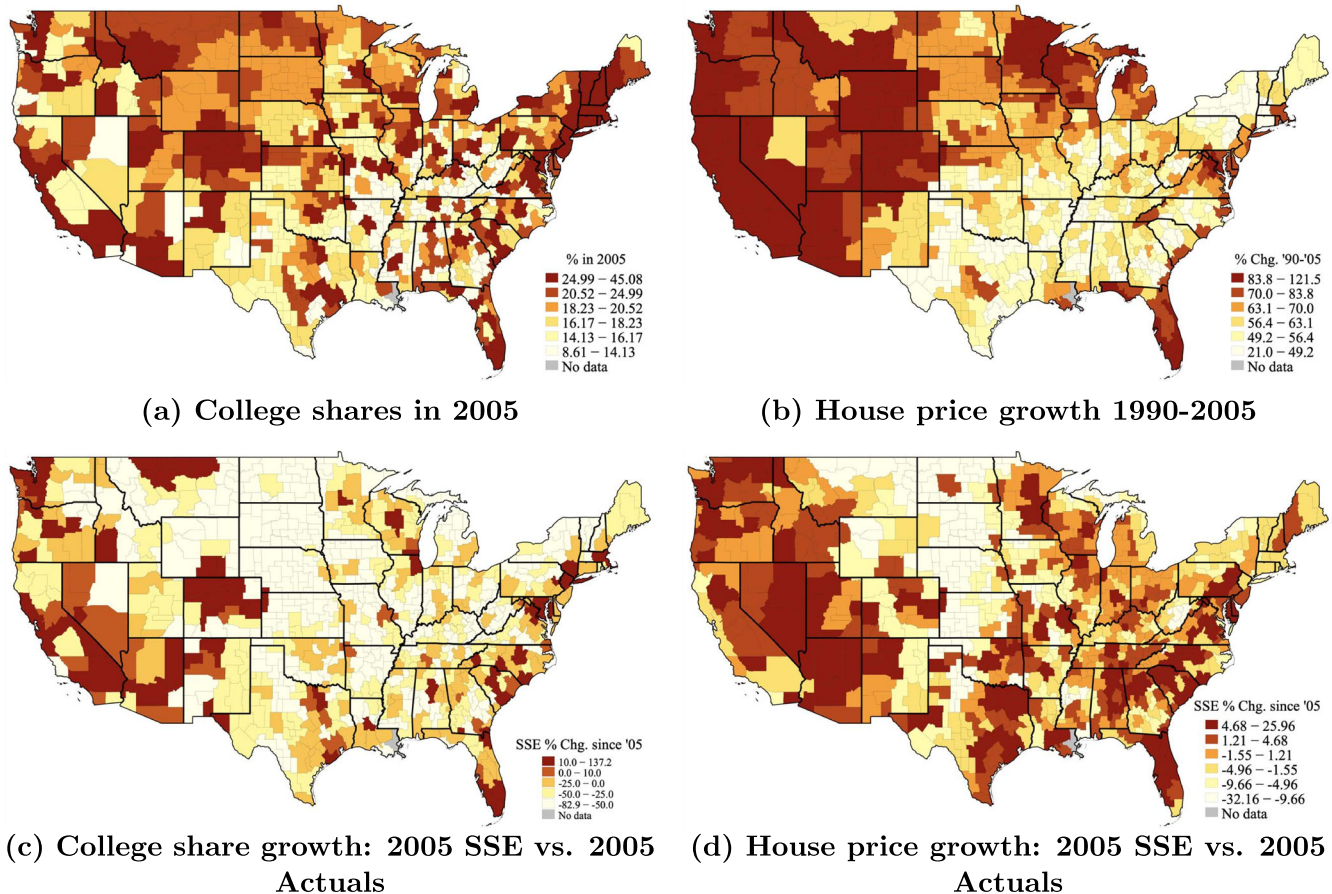 % in 2005
24.99 – 45.08
20.52 – 24.99
18.23 – 20.52
16.17 – 18.23
14.13 – 16.17
8.61 – 14.13
No data
(a) College shares in 2005
% Chg. '90-'05
83.8 – 121.5
70.0 – 83.8
63.1 – 70.0
56.4 – 63.1
49.2 – 56.4
21.0 – 49.2
No data
(b) House price growth 1990-2005
SSE % Chg. since '05
10.0 – 137.2
0.0 – 10.0
-25.0 – 0.0
-50.0 – -25.0
-82.9 – -50.0
No data
(c) College share growth: 2005 SSE vs. 2005
Actuals
SSE % Chg. since '05
4.68 – 25.96
1.21 – 4.68
-1.55 – 1.21
-4.96 – -1.55
-9.66 – -4.96
-32.16 – -9.66
No data
(d) House price growth: 2005 SSE vs. 2005
Actuals